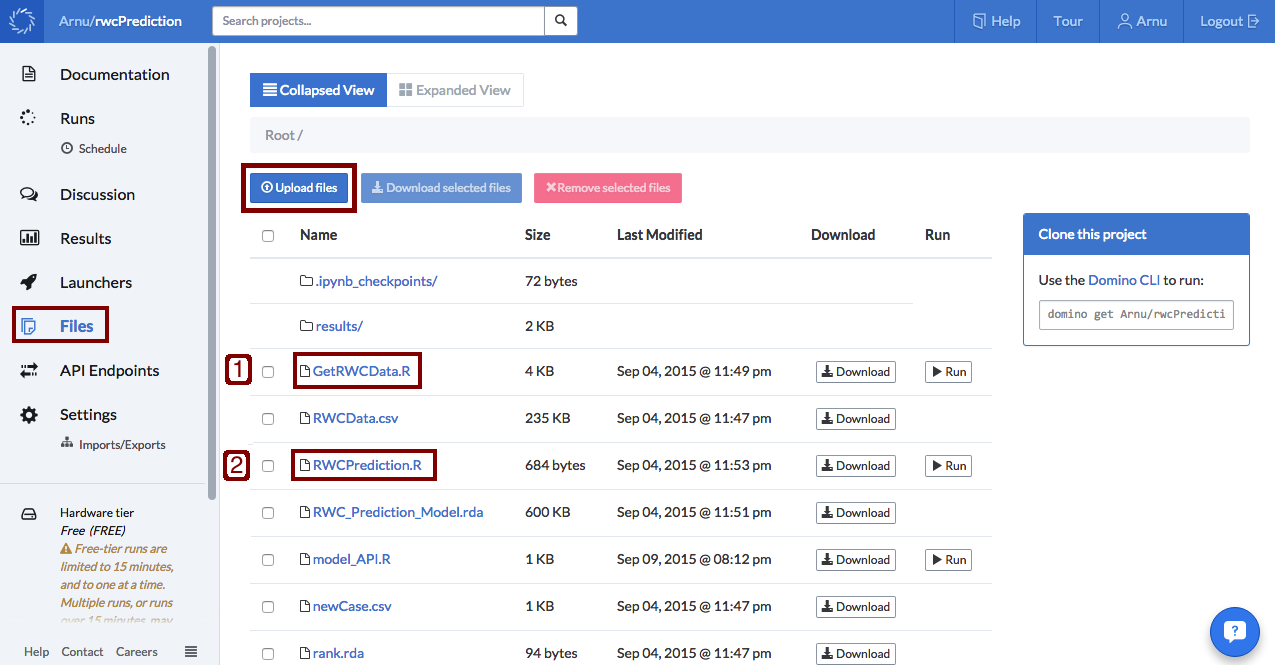 Arnu/rwcPrediction
Search projects...
Help
Tour
Arnu
Logout
Documentation
Runs
Schedule
Discussion
Results
Launchers
Files
API Endpoints
Settings
Imports/Exports
Hardware tier
Free (FREE)
Free-tier runs are
limited to 15 minutes,
and to one at a time.
Multiple runs, or runs
over 15 minutes, may
Help Contact Careers
Collapsed View Expanded View
Root /
Upload files Download selected files Remove selected files
Name Size Last Modified Download Run
.ipynb_checkpoints/ 72 bytes
results/ 2 KB
1 GetRWCData.R 4 KB Sep 04, 2015 @ 11:49 pm Download Run
RWCData.csv 235 KB Sep 04, 2015 @ 11:47 pm Download
2 RWCPrediction.R 684 bytes Sep 04, 2015 @ 11:53 pm Download Run
RWC_Prediction_Model.rda 600 KB Sep 04, 2015 @ 11:51 pm Download
model_API.R 1 KB Sep 09, 2015 @ 08:12 pm Download Run
newCase.csv 1 KB Sep 04, 2015 @ 11:47 pm Download
rank.rda 94 bytes Sep 04, 2015 @ 11:47 pm Download
Clone this project
Use the Domino CLI to run:
domino get Arnu/rwcPredicti